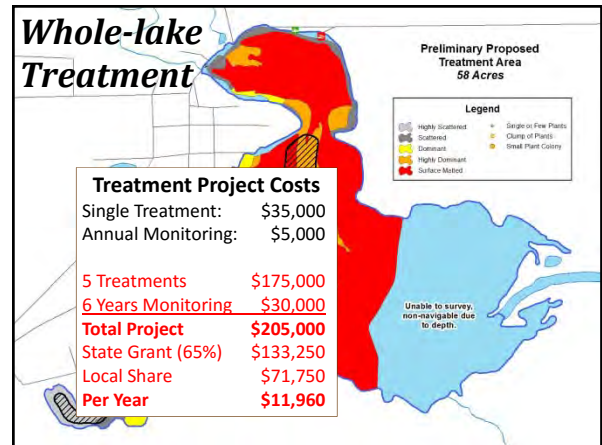 Whole-lake
Treatment
Preliminary Proposed
Treatment Area
58 Acres
Legend
Highly Scattered
Scattered
Dominant
Highly Dominant
Surface Matted
Single or Few Plants
Clump of Plants
Small Plant Colony
Treatment Project Costs
Single Treatment: $35,000
Annual Monitoring: $5,000
5 Treatments $175,000
6 Years Monitoring $30,000
Total Project $205,000
State Grant (65%) $133,250
Local Share $71,750
Per Year $11,960
Unable to survey,
non-navigable due
to depth.